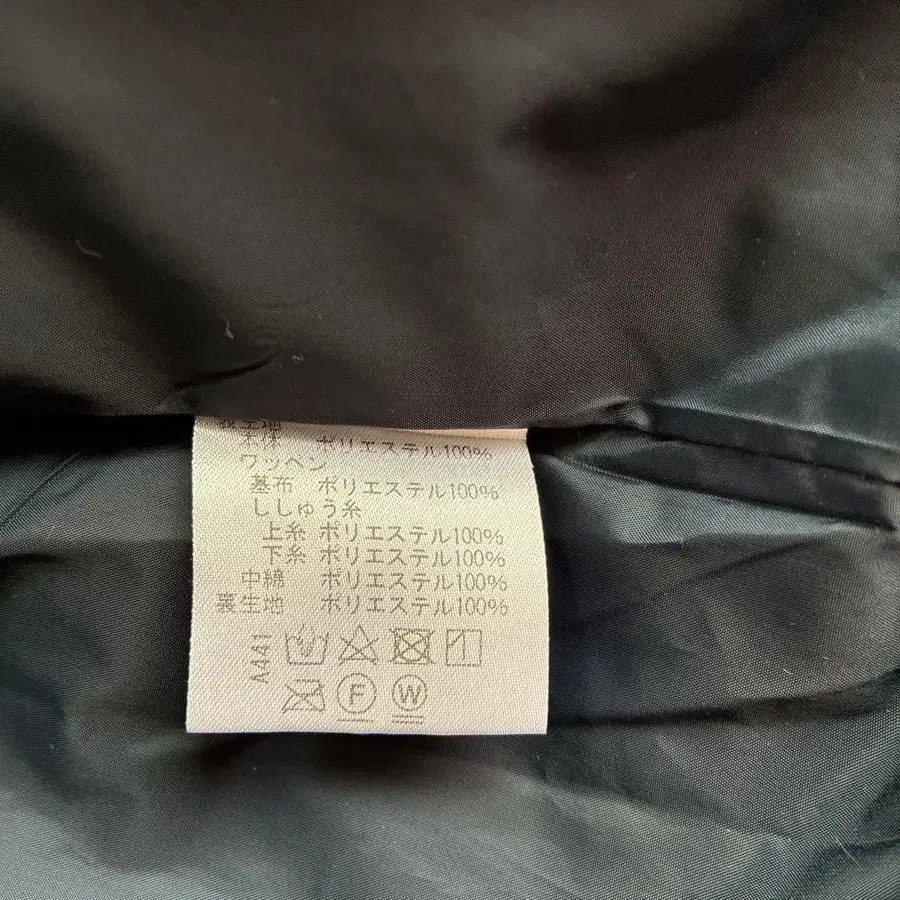 表生地
本体 ポリエステル100%
ワッペン
基布 ポリエステル100%
ししゅう糸
上糸 ポリエステル100%
下糸 ポリエステル100%
中綿 ポリエステル100%
裏生地 ポリエステル100%
A441
F W